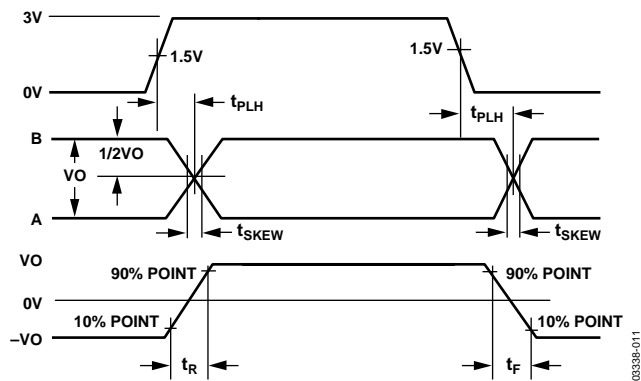 3V
1.5V
1.5V
0V
tPLH
tPLH
B
1/2VO
VO
A
tSKEW
tSKEW
VO
90% POINT
90% POINT
0V
10% POINT
10% POINT
–VO
tR
tF
03338-011